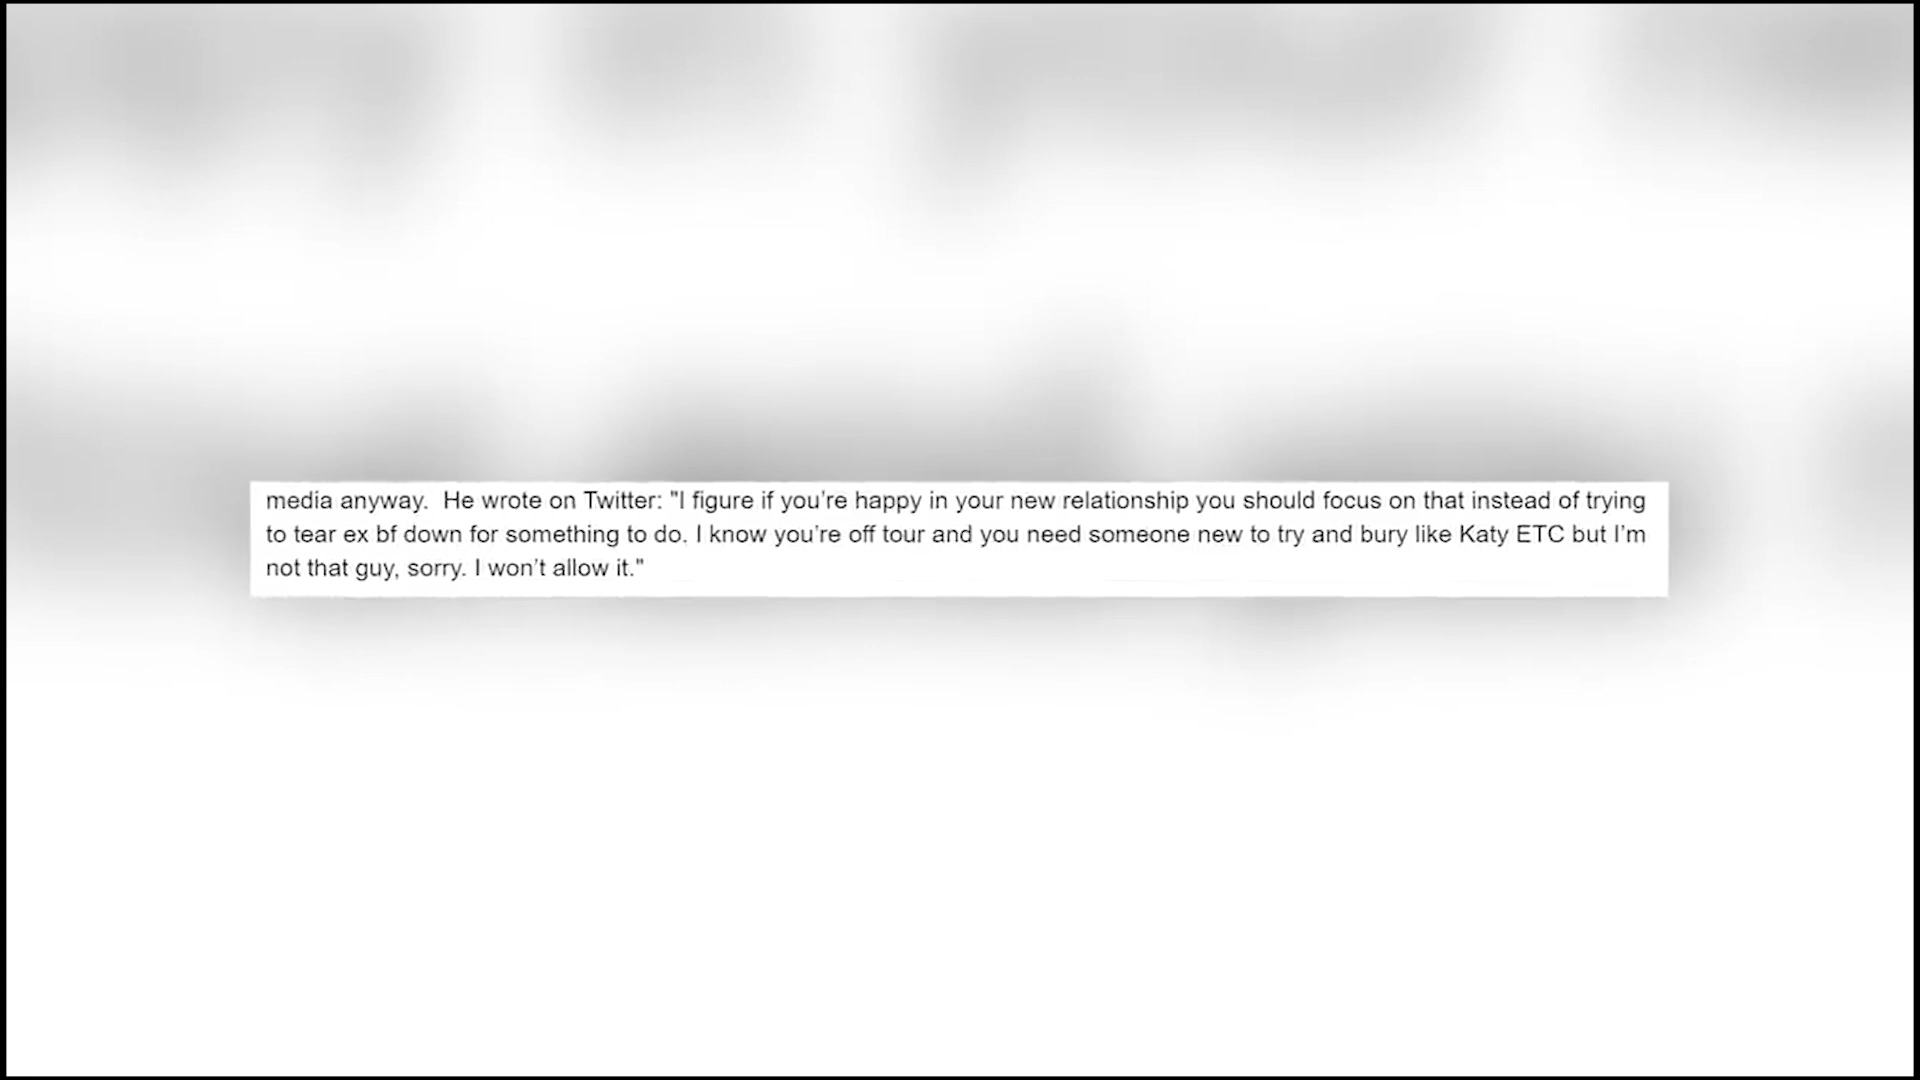 media anyway.  He wrote on Twitter: "I figure if you’re happy in your new relationship you should focus on that instead of trying
to tear ex bf down for something to do. I know you’re off tour and you need someone new to try and bury like Katy ETC but I’m
not that guy, sorry. I won’t allow it."